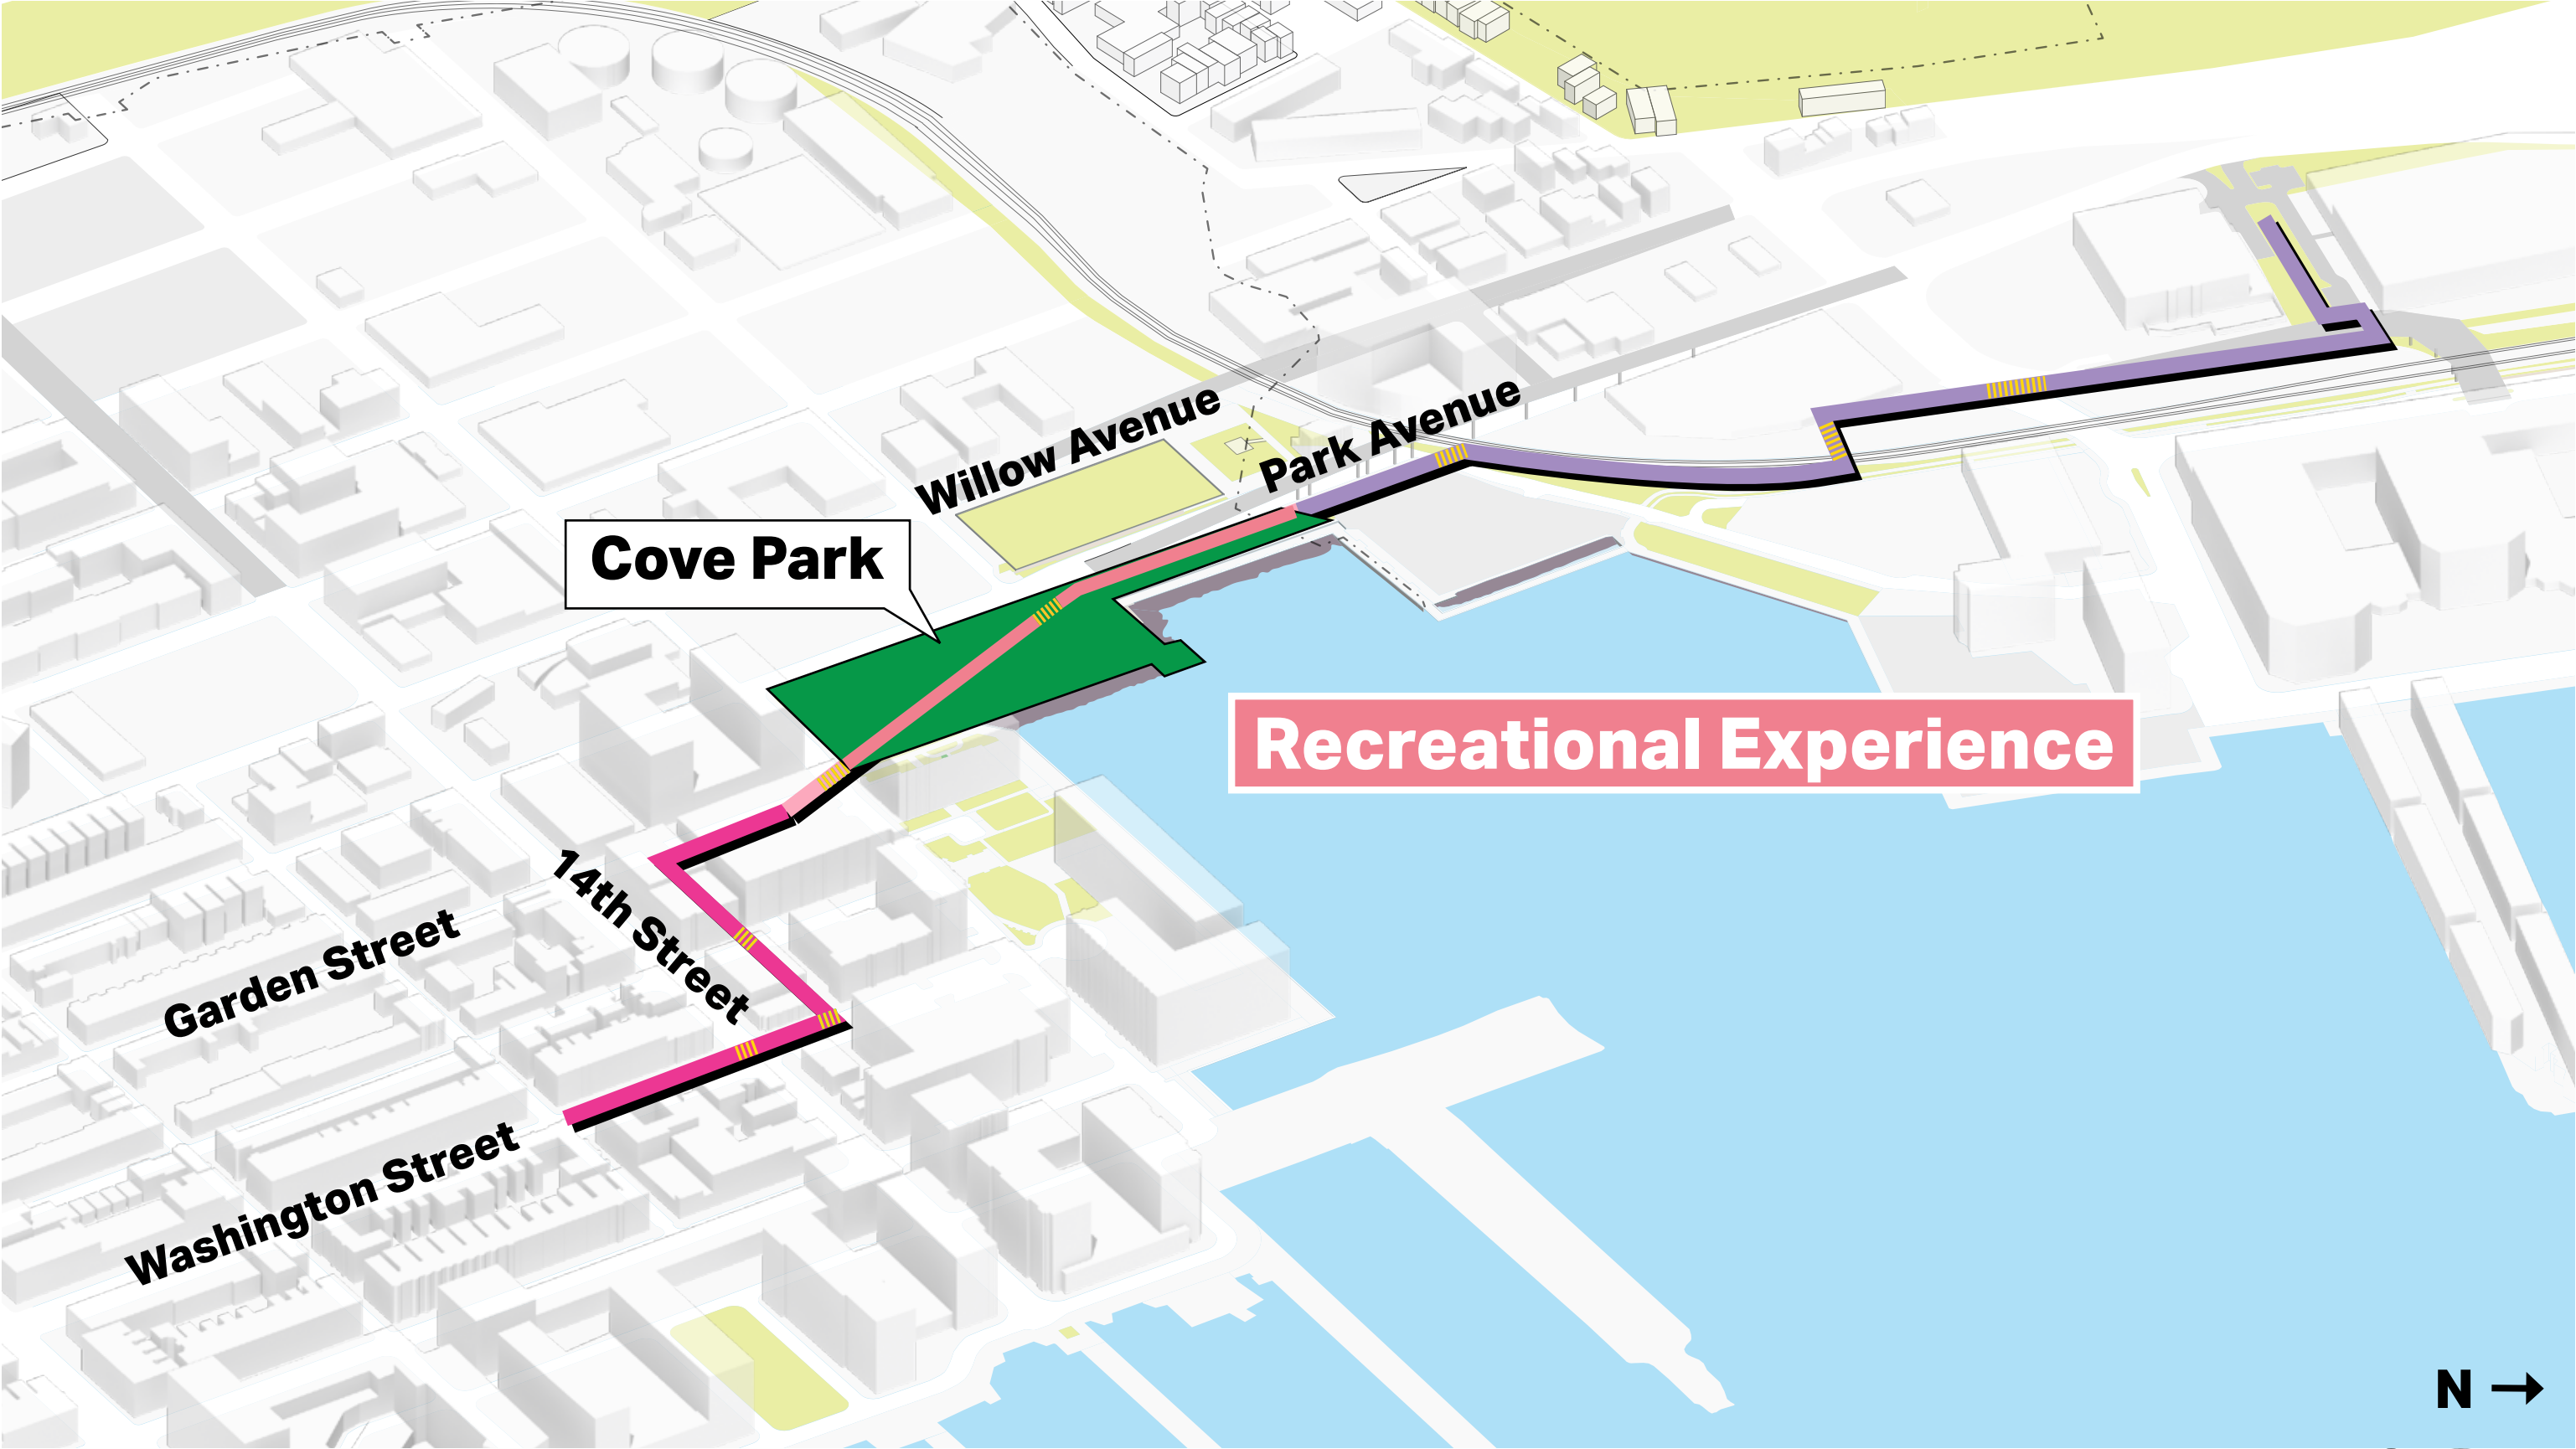 Willow Avenue
Park Avenue
Cove Park
Recreational Experience
14th Street
Garden Street
Washington Street
N →